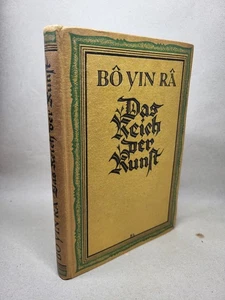 BÔ YIN RÂ
Das
Reich
der
Kunst